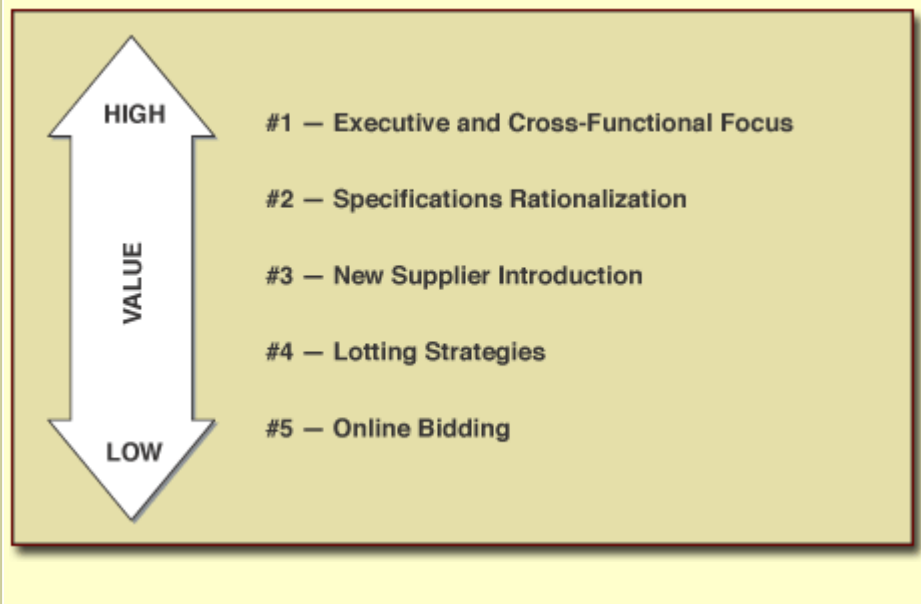 HIGH
#1 — Executive and Cross-Functional Focus
#2 — Specifications Rationalization
VALUE
#3 — New Supplier Introduction
#4 — Lotting Strategies
#5 — Online Bidding
LOW